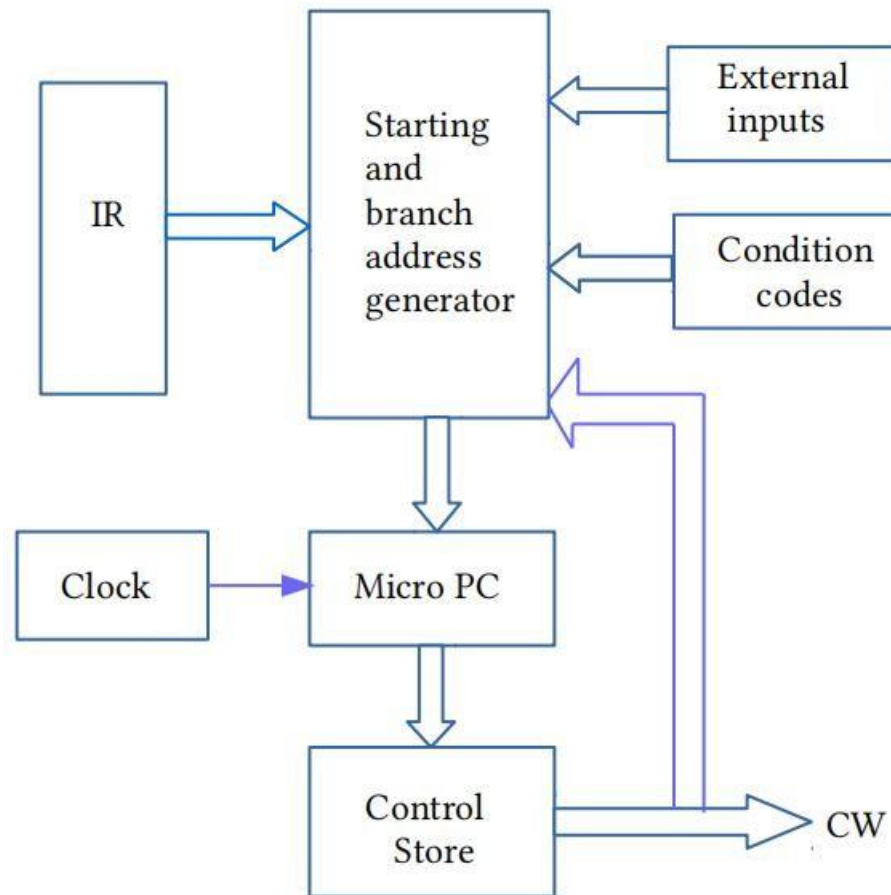 IR
Starting
and
branch
address
generator
External
inputs
Condition
codes
Clock
Micro PC
Control
Store
CW